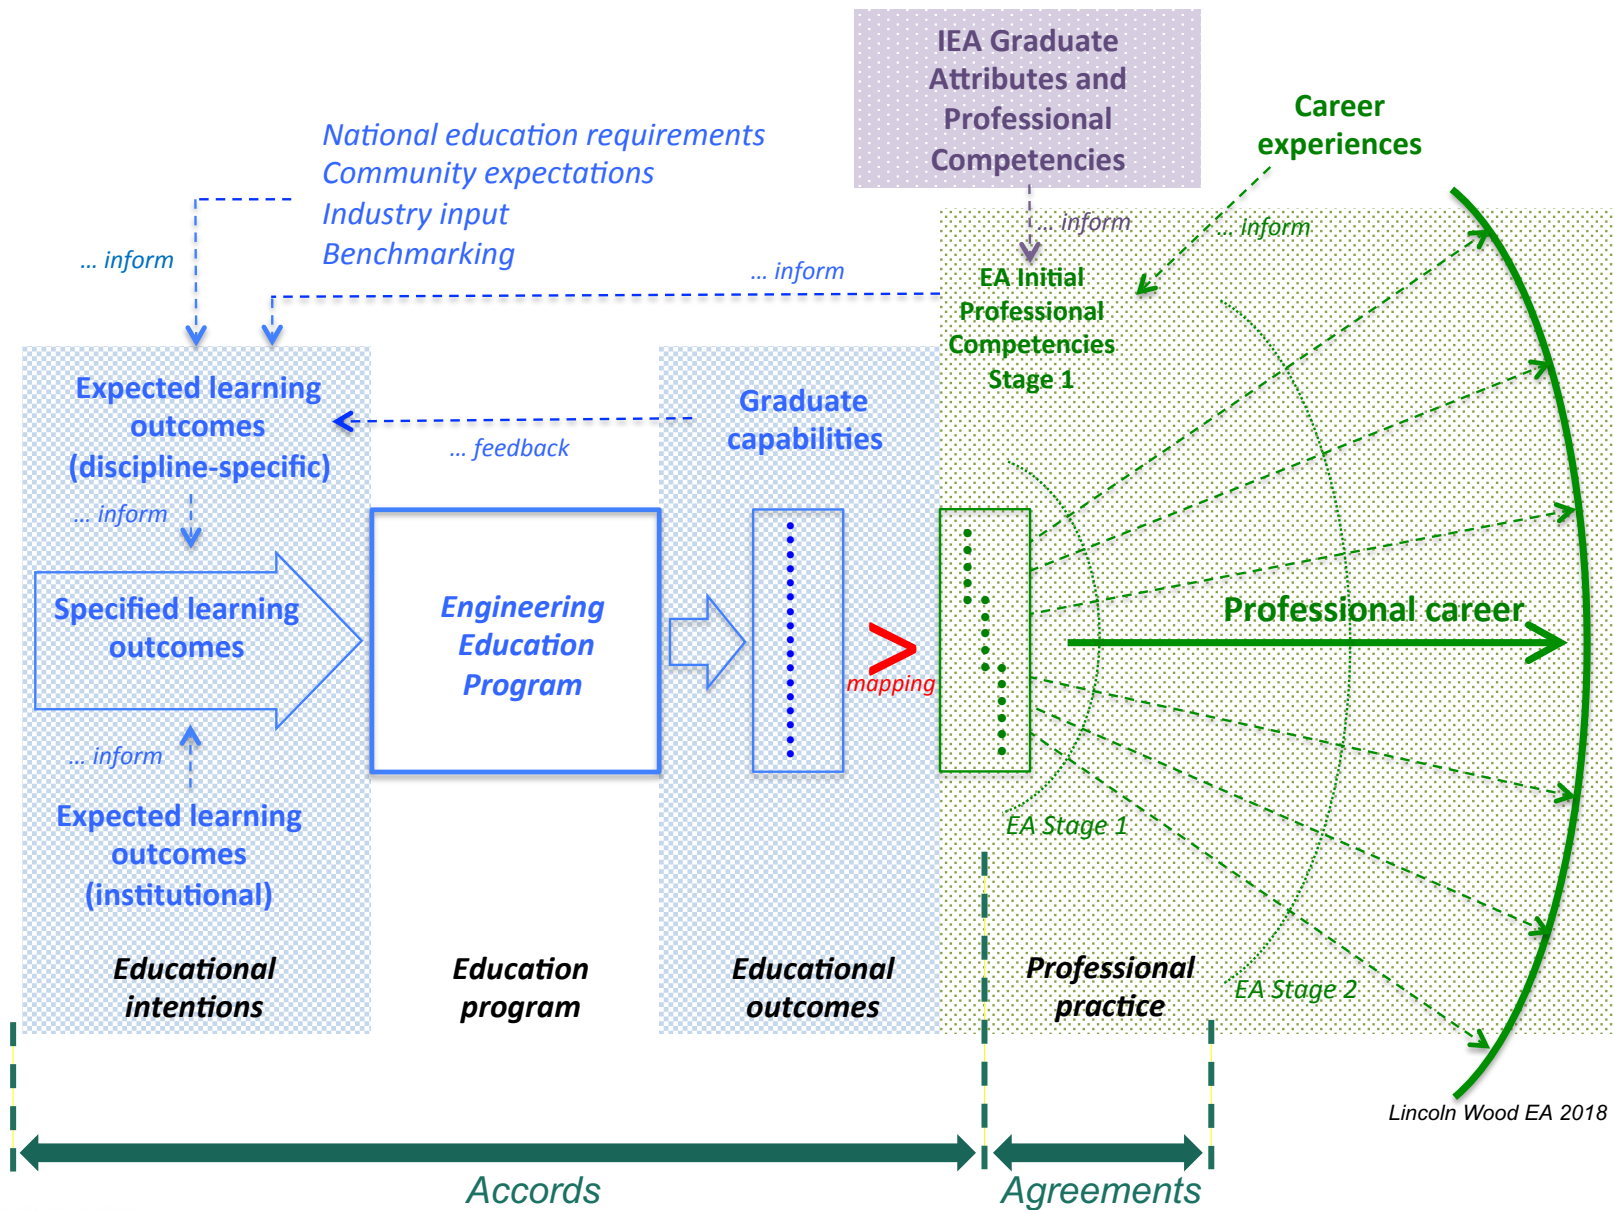 IEA Graduate
Attributes and
Professional
Competencies
Career
experiences
National education requirements
Community expectations
Industry input
Benchmarking
... inform
... inform
... inform
... inform
EA Initial
Professional
Competencies
Stage 1
Expected learning
outcomes
(discipline-specific)
... feedback
Graduate
capabilities
... inform
Specified learning
outcomes
Engineering
Education
Program
>
mapping
Professional career
... inform
Expected learning
outcomes
(institutional)
EA Stage 1
EA Stage 2
Educational
intentions
Education
program
Educational
outcomes
Professional
practice
Lincoln Wood EA 2018
Accords
Agreements